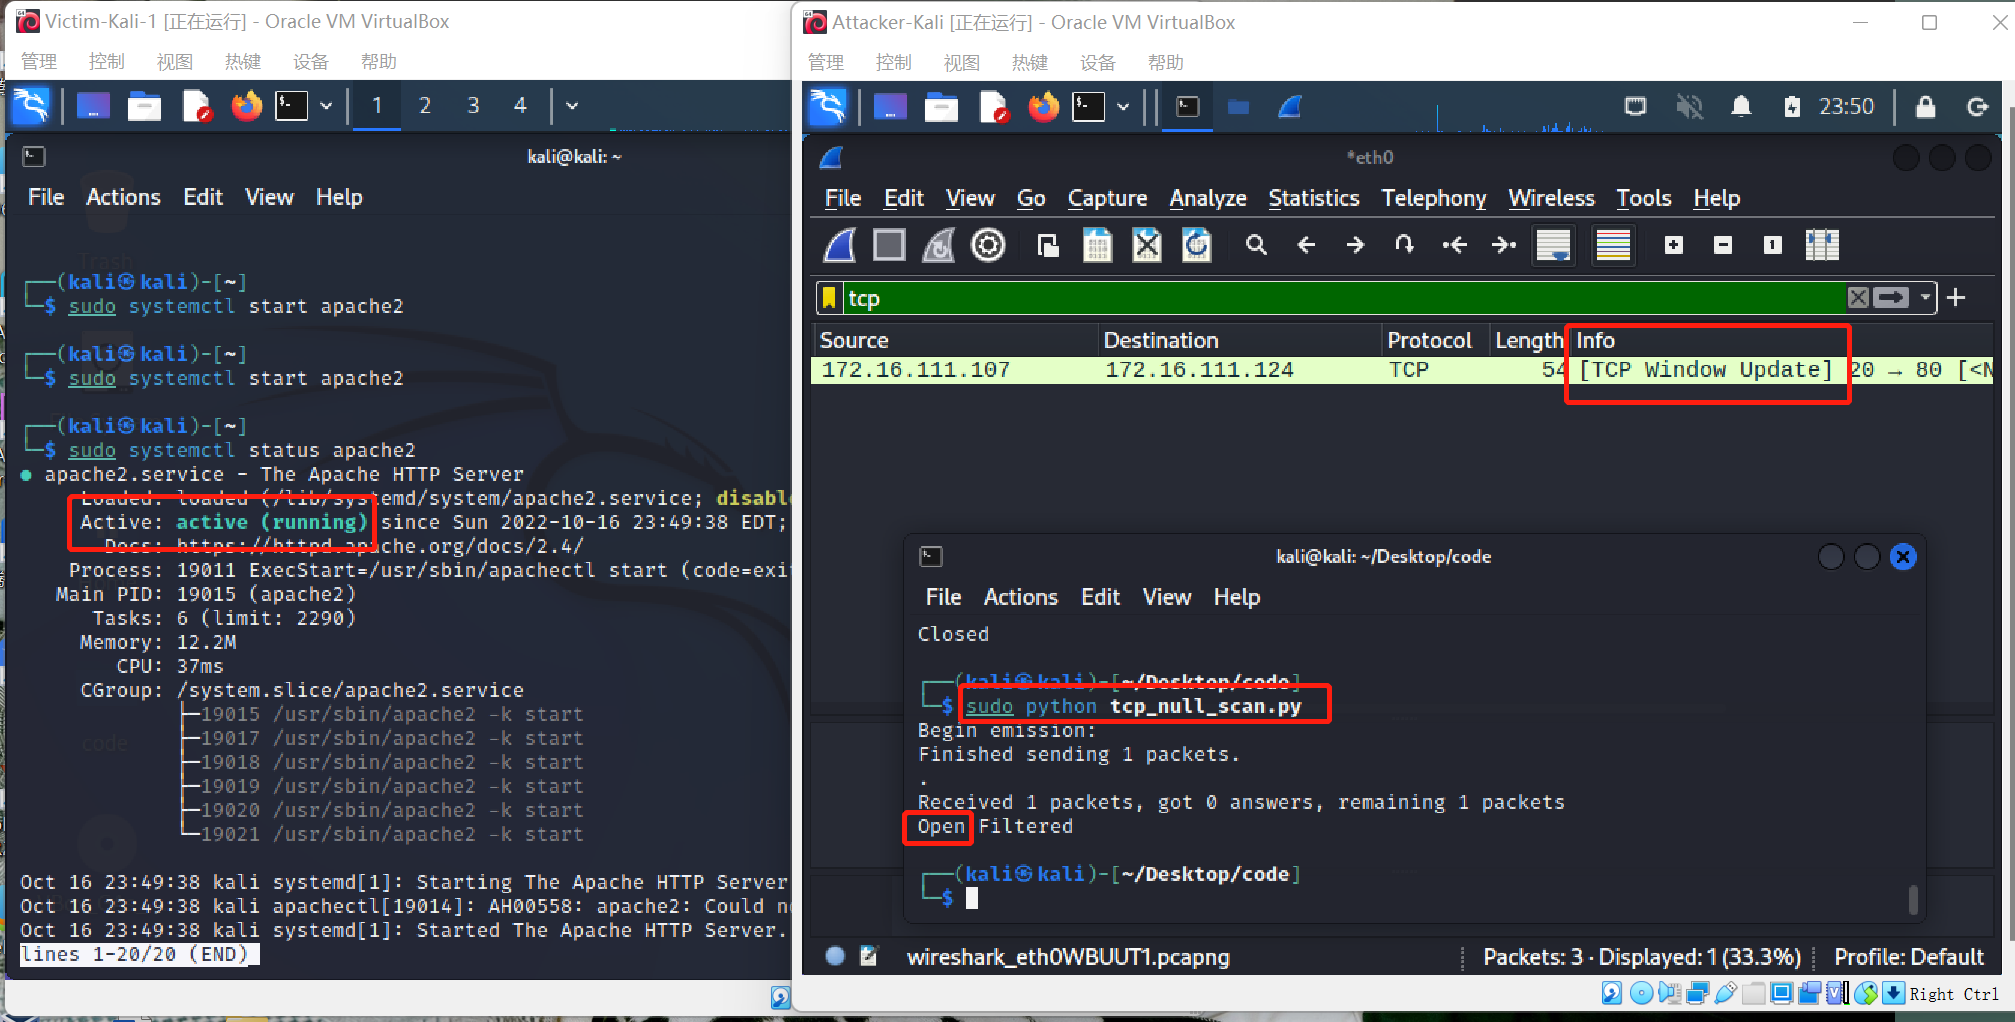 Victim-Kali-1 [正在运行] - Oracle VM VirtualBox
管理 控制 视图 热键 设备 帮助
1 2 3 4
kali@kali: ~
File Actions Edit View Help
Trash
┌──(kali㉿kali)-[~]
└─$ sudo systemctl start apache2
┌──(kali㉿kali)-[~]
└─$ sudo systemctl start apache2
┌──(kali㉿kali)-[~]
└─$ sudo systemctl status apache2
● apache2.service - The Apache HTTP Server
Loaded: loaded (/lib/systemd/system/apache2.service; disabl
Active: active (running) since Sun 2022-10-16 23:49:38 EDT;
Docs: https://httpd.apache.org/docs/2.4/
Process: 19011 ExecStart=/usr/sbin/apachectl start (code=exi
Main PID: 19015 (apache2)
Tasks: 6 (limit: 2290)
Memory: 12.2M
CPU: 37ms
CGroup: /system.slice/apache2.service
├─19015 /usr/sbin/apache2 -k start
├─19017 /usr/sbin/apache2 -k start
├─19018 /usr/sbin/apache2 -k start
├─19019 /usr/sbin/apache2 -k start
├─19020 /usr/sbin/apache2 -k start
└─19021 /usr/sbin/apache2 -k start
code
Oct 16 23:49:38 kali systemd[1]: Starting The Apache HTTP Server
Oct 16 23:49:38 kali apachectl[19014]: AH00558: apache2: Could n
Oct 16 23:49:38 kali systemd[1]: Started The Apache HTTP Server.
lines 1-20/20 (END)
Attacker-Kali [正在运行] - Oracle VM VirtualBox
管理 控制 视图 热键 设备 帮助
23:50
*eth0
File Edit View Go Capture Analyze Statistics Telephony Wireless Tools Help
tcp
Source Destination Protocol Length Info
172.16.111.107 172.16.111.124 TCP 54 [TCP Window Update] 20 → 80 [<N
kali@kali: ~/Desktop/code
File Actions Edit View Help
Closed
┌──(kali㉿kali)-[~/Desktop/code]
└─$ sudo python tcp_null_scan.py
Begin emission:
Finished sending 1 packets.
.
Received 1 packets, got 0 answers, remaining 1 packets
Open Filtered
┌──(kali㉿kali)-[~/Desktop/code]
└─$
wireshark_eth0WBUUT1.pcapng Packets: 3 · Displayed: 1 (33.3%) Profile: Default
Right Ctrl